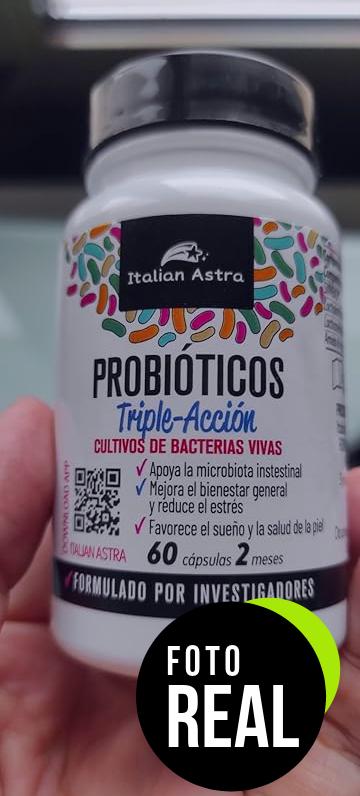 Italian Astra
PROBIÓTICOS
Triple-Acción
CULTIVOS DE BACTERIAS VIVAS
✓Apoya la microbiota instestinal
✓Mejora el bienestar general
y reduce el estrés
✓Favorece el sueño y la salud de la piel
DOWNLOAD APP
ITALIAN ASTRA
60 cápsulas 2 meses
✓FORMULADO POR INVESTIGADORES
FOTO
REAL